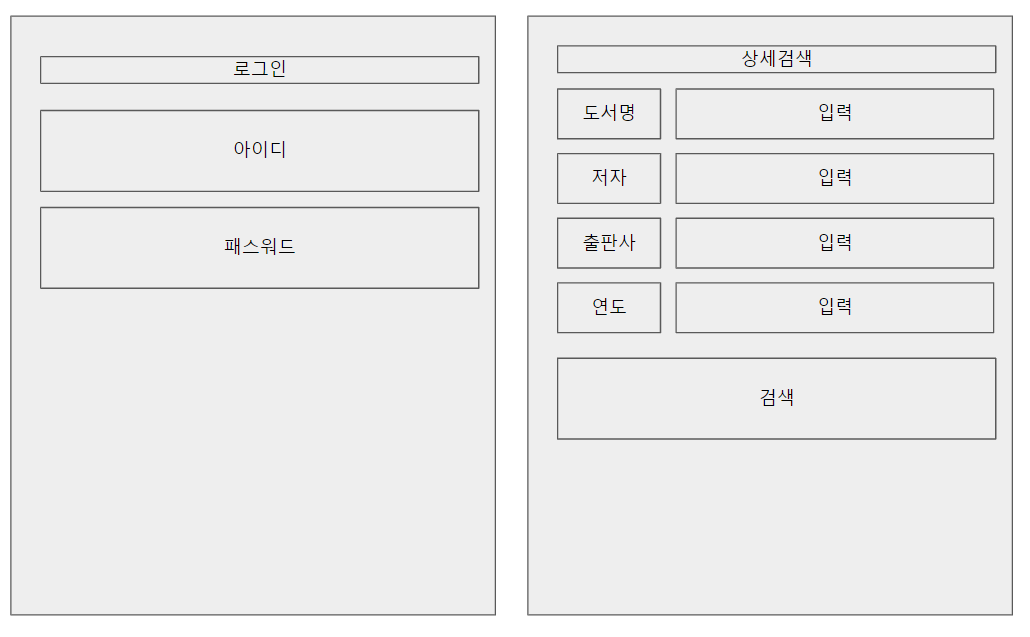 로그인
아이디
패스워드
상세검색
도서명 입력
저자 입력
출판사 입력
연도 입력
검색